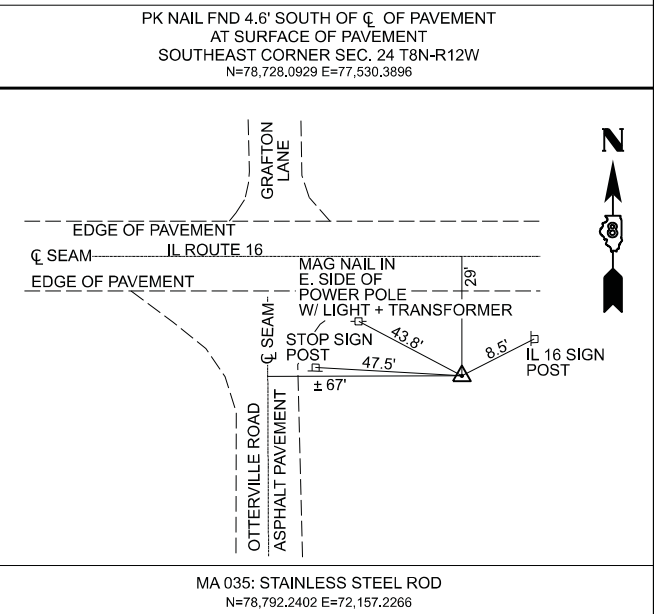 PK NAIL FND 4.6' SOUTH OF ℄ OF PAVEMENT
AT SURFACE OF PAVEMENT
SOUTHEAST CORNER SEC. 24 T8N-R12W
N=78,728.0929 E=77,530.3896
GRAFTON
LANE
N
EDGE OF PAVEMENT
℄ SEAM
IL ROUTE 16
EDGE OF PAVEMENT
MAG NAIL IN
E. SIDE OF
POWER POLE
W/ LIGHT + TRANSFORMER
29'
℄ SEAM
STOP SIGN
POST
43.8'
8.5'
IL 16 SIGN
POST
47.5'
± 67'
OTTERVILLE ROAD
ASPHALT PAVEMENT
MA 035: STAINLESS STEEL ROD
N=78,792.2402 E=72,157.2266